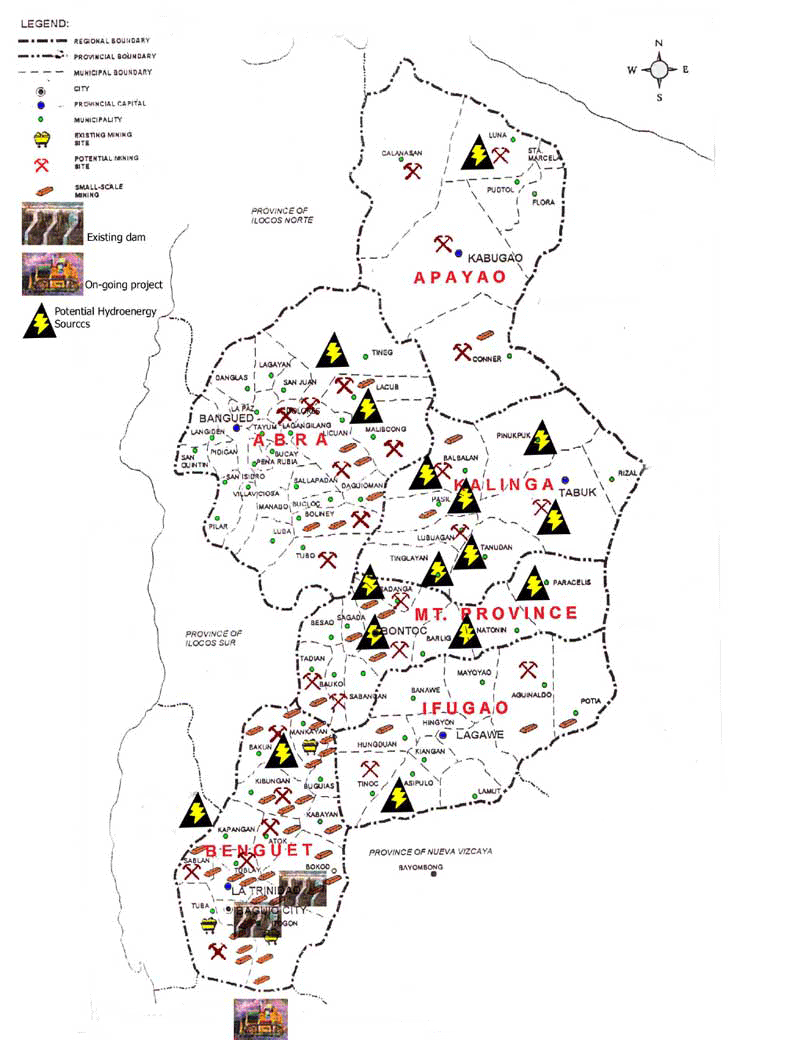 LEGEND:
REGIONAL BOUNDARY
PROVINCIAL BOUNDARY
MUNICIPAL BOUNDARY
CITY
PROVINCIAL CAPITAL
MUNICIPALITY
EXISTING MINING
SITE
POTENTIAL MINING
SITE
SMALL-SCALE
MINING
Existing dam
On-going project
Potential Hydroenergy
Sources
N
W E
S
PROVINCE OF
ILOCOS NORTE
CALANASAN
LUNA
STA.
MARCELA
PUDTOL
FLORA
KABUGAO
APAYAO
CONNER
TINEG
LAGAYAN
DANGLAS
SAN JUAN
LACUB
LA PAZ
DOLORES
BANGUED
TAYUM
LAGANGILANG
LICUAN
MALIBCONG
LANGIDEN
ABRA
PIDIGAN
BUCAY
PENA RUBIA
SAN
QUINTIN
SAN ISIDRO
SALLAPADAN
DAGUIOMAN
VILLAVICIOSA
MANABO
BUCLOC
BOLINEY
PILAR
LUBA
TUBO
PINUKPUK
BALBALAN
KALINGA
RIZAL
TABUK
PASIL
LUBUAGAN
TINGLAYAN
TANUDAN
SADANGA
PARACELIS
MT. PROVINCE
BESAO
SAGADA
BONTOC
BARLIG
NATONIN
PROVINCE OF
ILOCOS SUR
TADIAN
BAUKO
SABANGAN
BANAWE
MAYOYAO
AGUINALDO
POTIA
IFUGAO
HINGYON
LAGAWE
HUNGDUAN
KIANGAN
TINOC
ASIPULO
LAMUT
MANKAYAN
BAKUN
KIBUNGAN
BUGUIAS
KABAYAN
KAPANGAN
ATOK
BENGUET
SABLAN
TUBLAY
BOKOD
LA TRINIDAD
TUBA
BAGUIO CITY
PROVINCE OF NUEVA VIZCAYA
BAYOMBONG